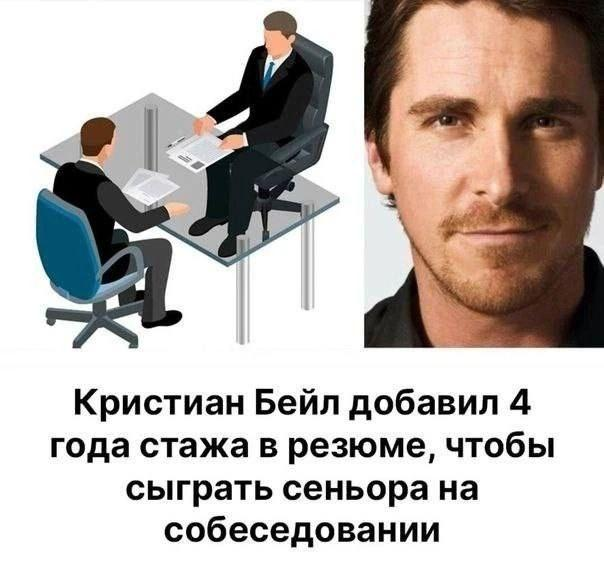 Кристиан Бейл добавил 4
года стажа в резюме, чтобы
сыграть сеньора на
собеседовании